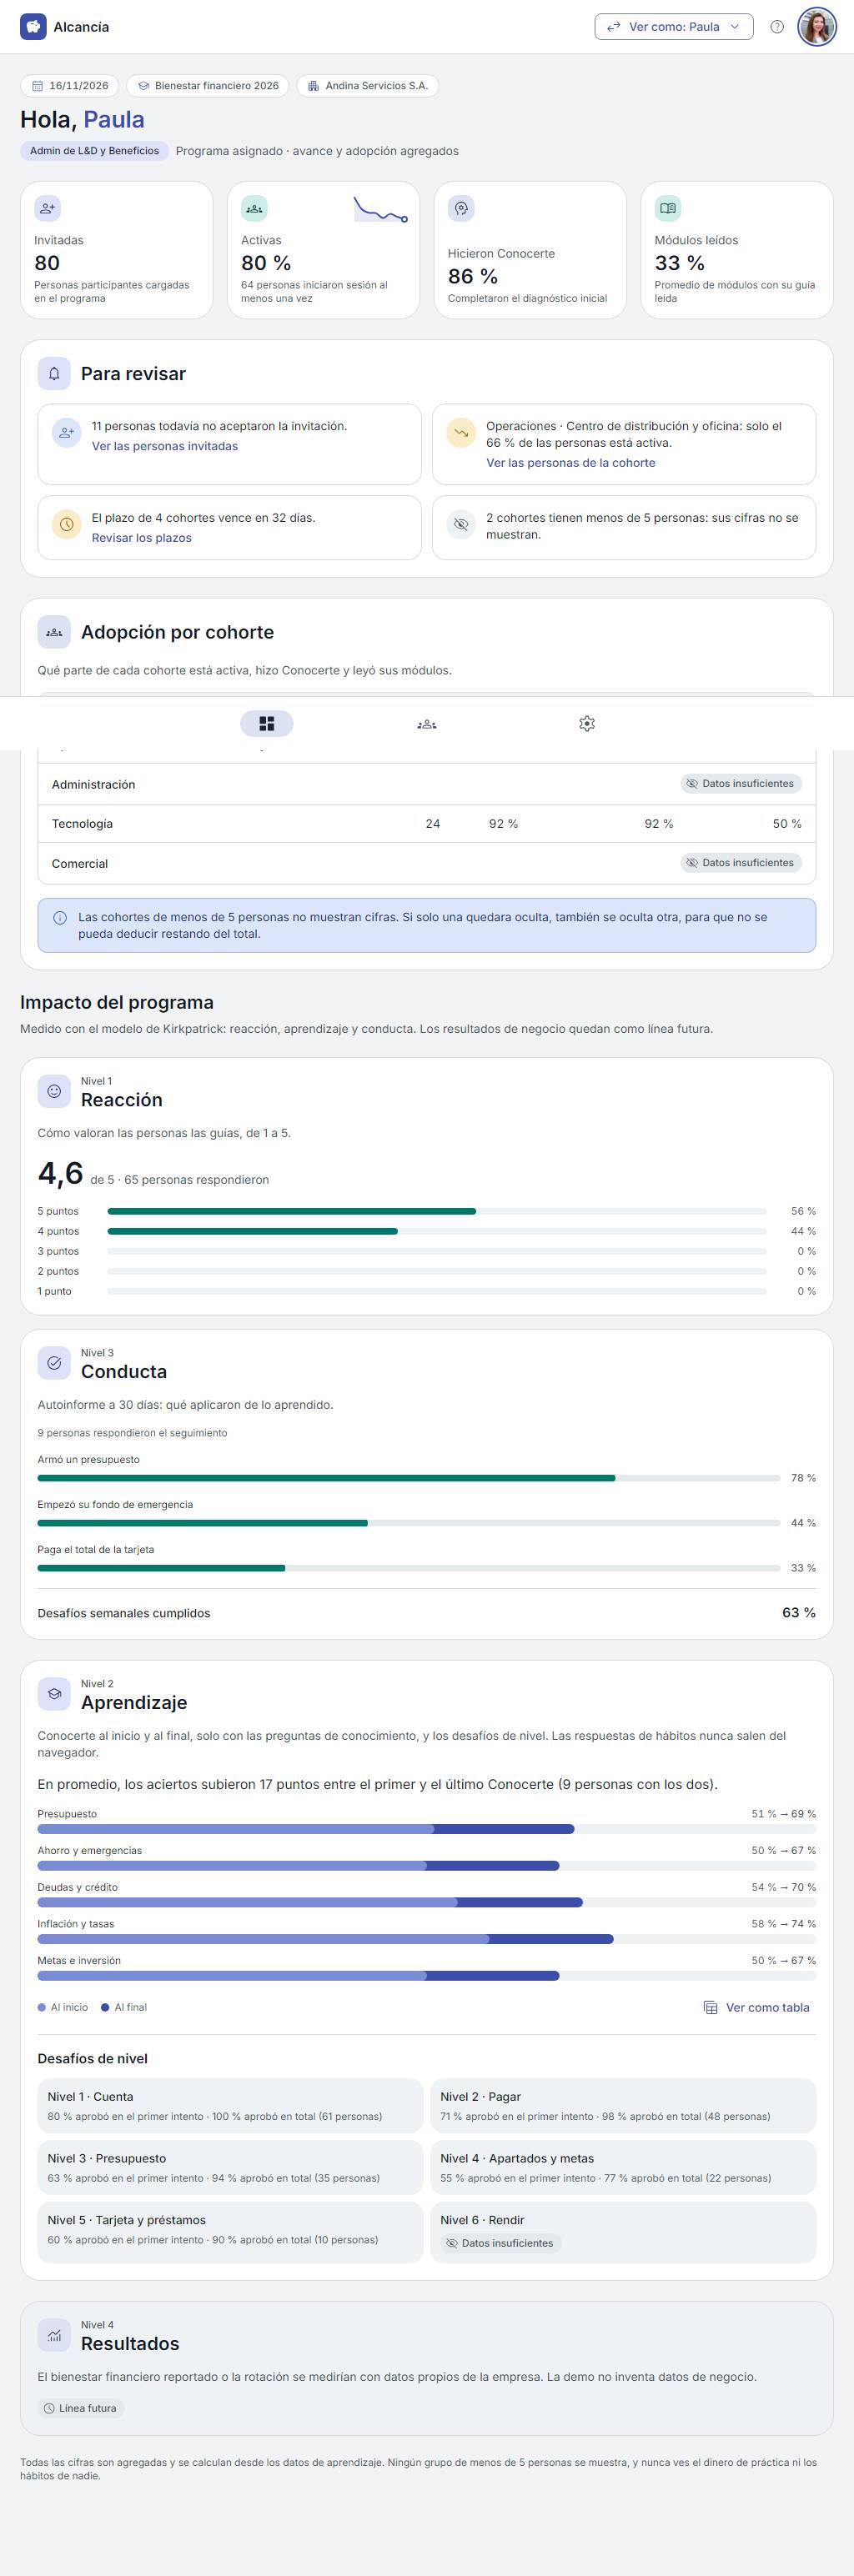 Alcancía
Ver como: Paula
16/11/2026
Bienestar financiero 2026
Andina Servicios S.A.
Hola, Paula
Admin de L&D y Beneficios
Programa asignado · avance y adopción agregados
Invitadas
80
Personas participantes cargadas
en el programa
Activas
80 %
64 personas iniciaron sesión al
menos una vez
Hicieron Conocerte
86 %
Completaron el diagnóstico inicial
Módulos leídos
33 %
Promedio de módulos con su guía
leída
Para revisar
11 personas todavía no aceptaron la invitación.
Ver las personas invitadas
Operaciones · Centro de distribución y oficina: solo el
66 % de las personas está activa.
Ver las personas de la cohorte
El plazo de 4 cohortes vence en 32 días.
Revisar los plazos
2 cohortes tienen menos de 5 personas: sus cifras no se
muestran.
Adopción por cohorte
Qué parte de cada cohorte está activa, hizo Conocerte y leyó sus módulos.
Administración
Datos insuficientes
Tecnología 24 92 % 92 % 50 %
Comercial
Datos insuficientes
Las cohortes de menos de 5 personas no muestran cifras. Si solo una quedara oculta, también se oculta otra, para que no se
pueda deducir restando del total.
Impacto del programa
Medido con el modelo de Kirkpatrick: reacción, aprendizaje y conducta. Los resultados de negocio quedan como línea futura.
Nivel 1
Reacción
Cómo valoran las personas las guías, de 1 a 5.
4,6 de 5 · 65 personas respondieron
5 puntos 56 %
4 puntos 44 %
3 puntos 0 %
2 puntos 0 %
1 punto 0 %
Nivel 3
Conducta
Autoinforme a 30 días: qué aplicaron de lo aprendido.
9 personas respondieron el seguimiento
Armó un presupuesto
78 %
Empezó su fondo de emergencia
44 %
Paga el total de la tarjeta
33 %
Desafíos semanales cumplidos 63 %
Nivel 2
Aprendizaje
Conocerte al inicio y al final, solo con las preguntas de conocimiento, y los desafíos de nivel. Las respuestas de hábitos nunca salen del
navegador.
En promedio, los aciertos subieron 17 puntos entre el primer y el último Conocerte (9 personas con los dos).
Presupuesto 51 % → 69 %
Ahorro y emergencias 50 % → 67 %
Deudas y crédito 54 % → 70 %
Inflación y tasas 58 % → 74 %
Metas e inversión 50 % → 67 %
Al inicio
Al final
Ver como tabla
Desafíos de nivel
Nivel 1 · Cuenta
80 % aprobó en el primer intento · 100 % aprobó en total (61 personas)
Nivel 2 · Pagar
71 % aprobó en el primer intento · 98 % aprobó en total (48 personas)
Nivel 3 · Presupuesto
63 % aprobó en el primer intento · 94 % aprobó en total (35 personas)
Nivel 4 · Apartados y metas
55 % aprobó en el primer intento · 77 % aprobó en total (22 personas)
Nivel 5 · Tarjeta y préstamos
60 % aprobó en el primer intento · 90 % aprobó en total (10 personas)
Nivel 6 · Rendir
Datos insuficientes
Nivel 4
Resultados
El bienestar financiero reportado o la rotación se medirían con datos propios de la empresa. La demo no inventa datos de negocio.
Línea futura
Todas las cifras son agregadas y se calculan desde los datos de aprendizaje. Ningún grupo de menos de 5 personas se muestra, y nunca ves el dinero de práctica ni los
hábitos de nadie.